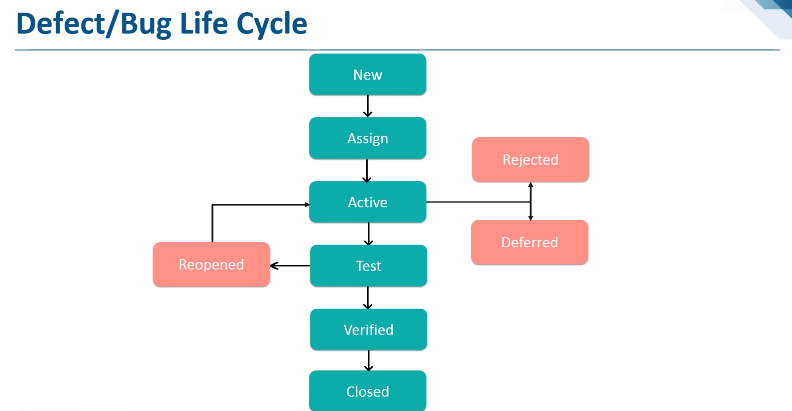 Defect/Bug Life Cycle
New
Assign
Rejected
Active
Deferred
Reopened
Test
Verified
Closed